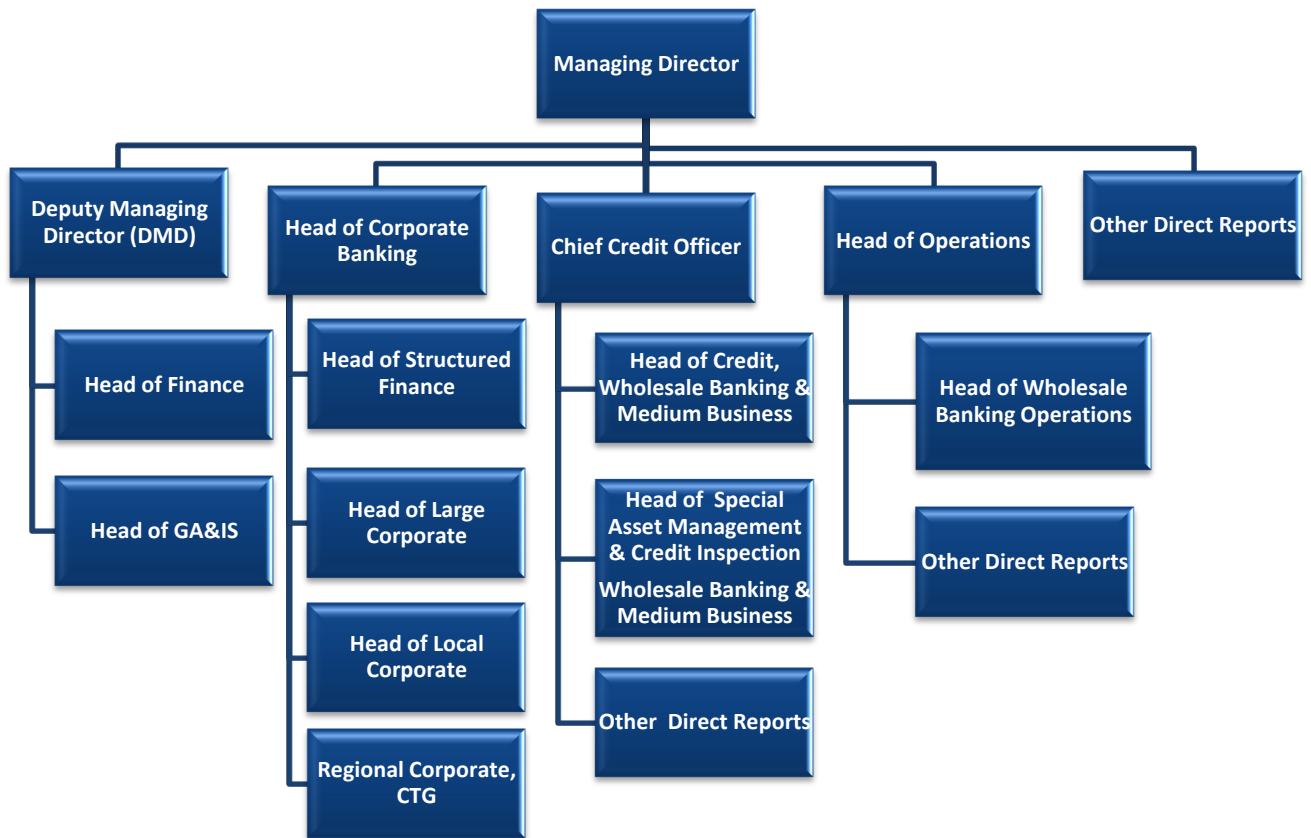 Managing Director
Deputy Managing
Director (DMD)
Head of Finance
Head of GA&IS
Head of Corporate
Banking
Head of Structured
Finance
Head of Large
Corporate
Head of Local
Corporate
Regional Corporate,
CTG
Chief Credit Officer
Head of Credit,
Wholesale Banking &
Medium Business
Head of Special
Asset Management
& Credit Inspection
Wholesale Banking &
Medium Business
Other Direct Reports
Head of Operations
Head of Wholesale
Banking Operations
Other Direct Reports
Other Direct Reports